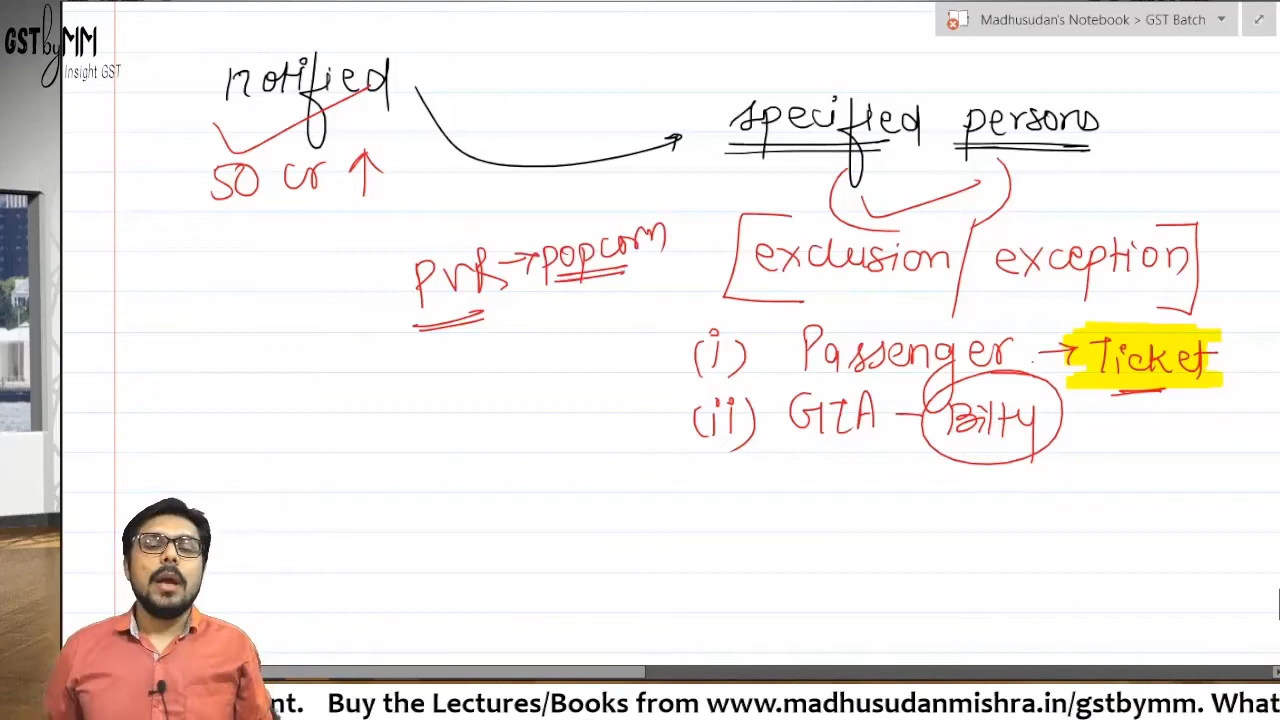 GST by MM
Insight GST
Madhusudan's Notebook > GST Batch
notified
specified persons
50 cr ↑
PVR → popcorn
[exclusion / exception]
(i) Passenger → Ticket
(ii) GTA - Bilty
nt. Buy the Lectures/Books from www.madhusudanmishra.in/gstbymm. What